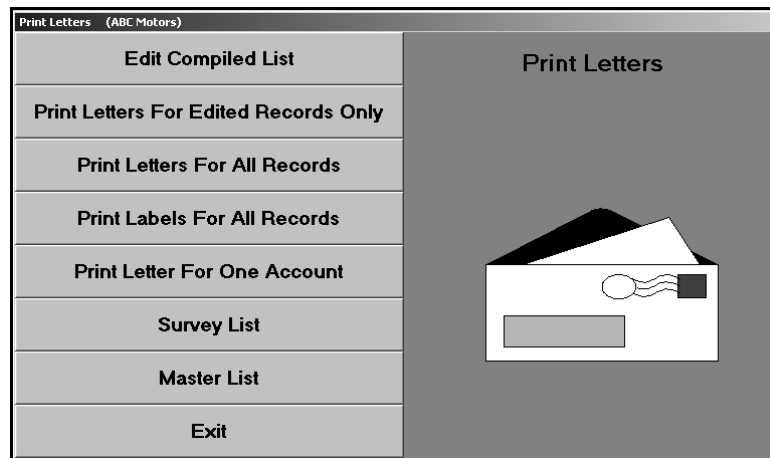 Print Letters (ABC Motors)
Edit Compiled List
Print Letters
Print Letters For Edited Records Only
Print Letters For All Records
Print Labels For All Records
Print Letter For One Account
Survey List
Master List
Exit